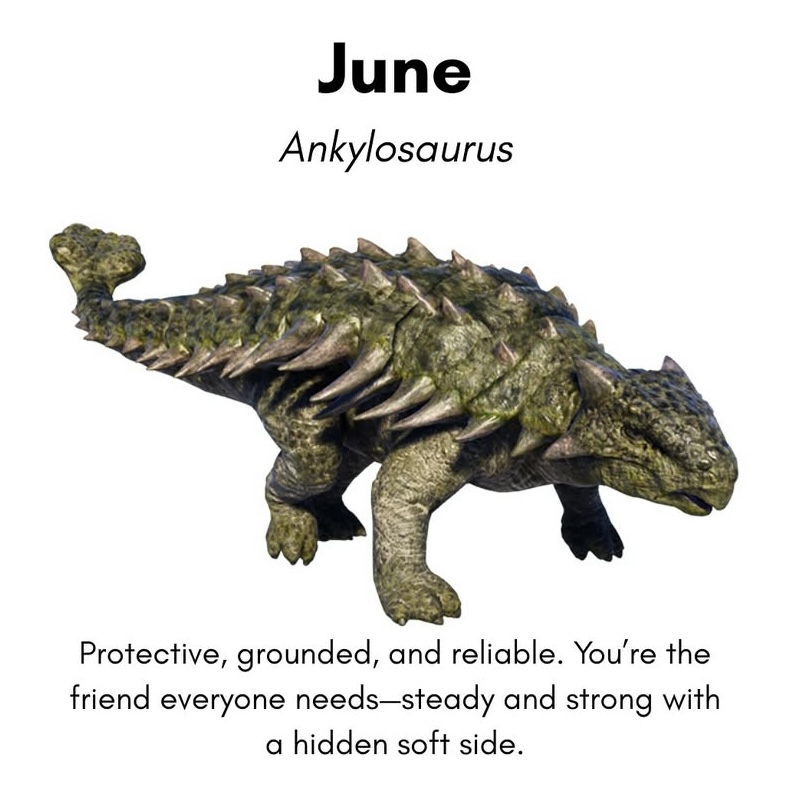 June
Ankylosaurus
Protective, grounded, and reliable. You’re the
friend everyone needs—steady and strong with
a hidden soft side.